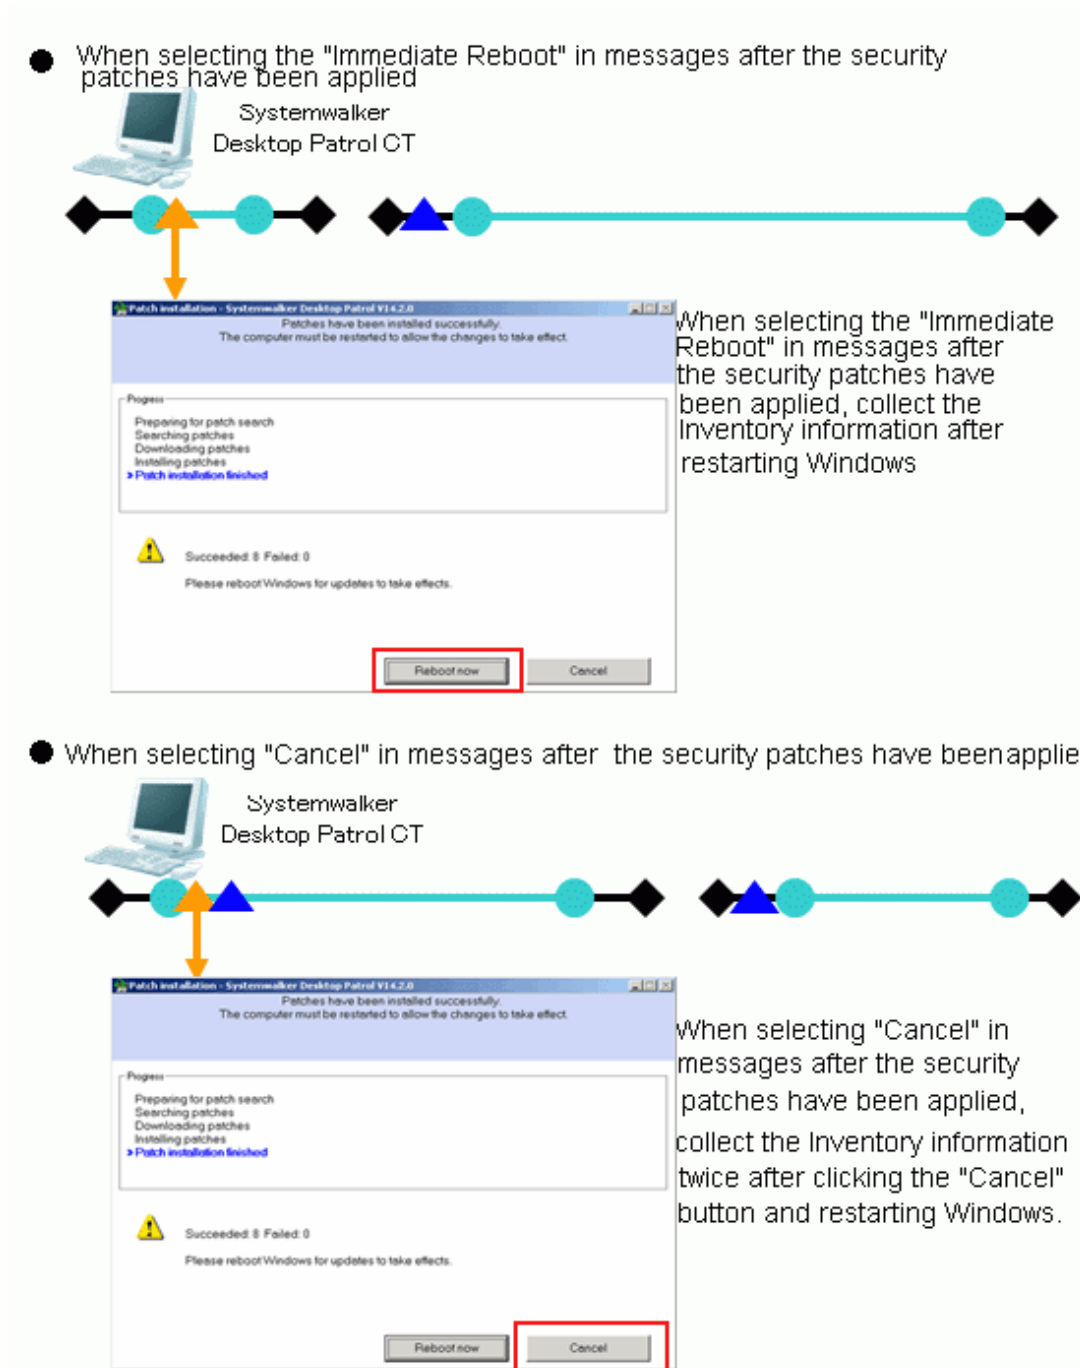 When selecting the "Immediate Reboot" in messages after the security
patches have been applied
Systemwalker
Desktop Patrol CT
Patch installation - Systemwalker Desktop Patrol V14.2.0
Patches have been installed successfully.
The computer must be restarted to allow the changes to take effect.
Progress
Preparing for patch search
Searching patches
Downloading patches
Installing patches
> Patch installation finished
Succeeded: 8 Failed: 0
Please reboot Windows for updates to take effects.
Reboot now
Cancel
When selecting the "Immediate
Reboot" in messages after
the security patches have
been applied, collect the
Inventory information after
restarting Windows
When selecting "Cancel" in messages after the security patches have beenapplie
Systemwalker
Desktop Patrol CT
Patch installation - Systemwalker Desktop Patrol V14.2.0
Patches have been installed successfully.
The computer must be restarted to allow the changes to take effect.
Progress
Preparing for patch search
Searching patches
Downloading patches
Installing patches
> Patch installation finished
Succeeded: 8 Failed: 0
Please reboot Windows for updates to take effects.
Reboot now
Cancel
When selecting "Cancel" in
messages after the security
patches have been applied,
collect the Inventory information
twice after clicking the "Cancel"
button and restarting Windows.